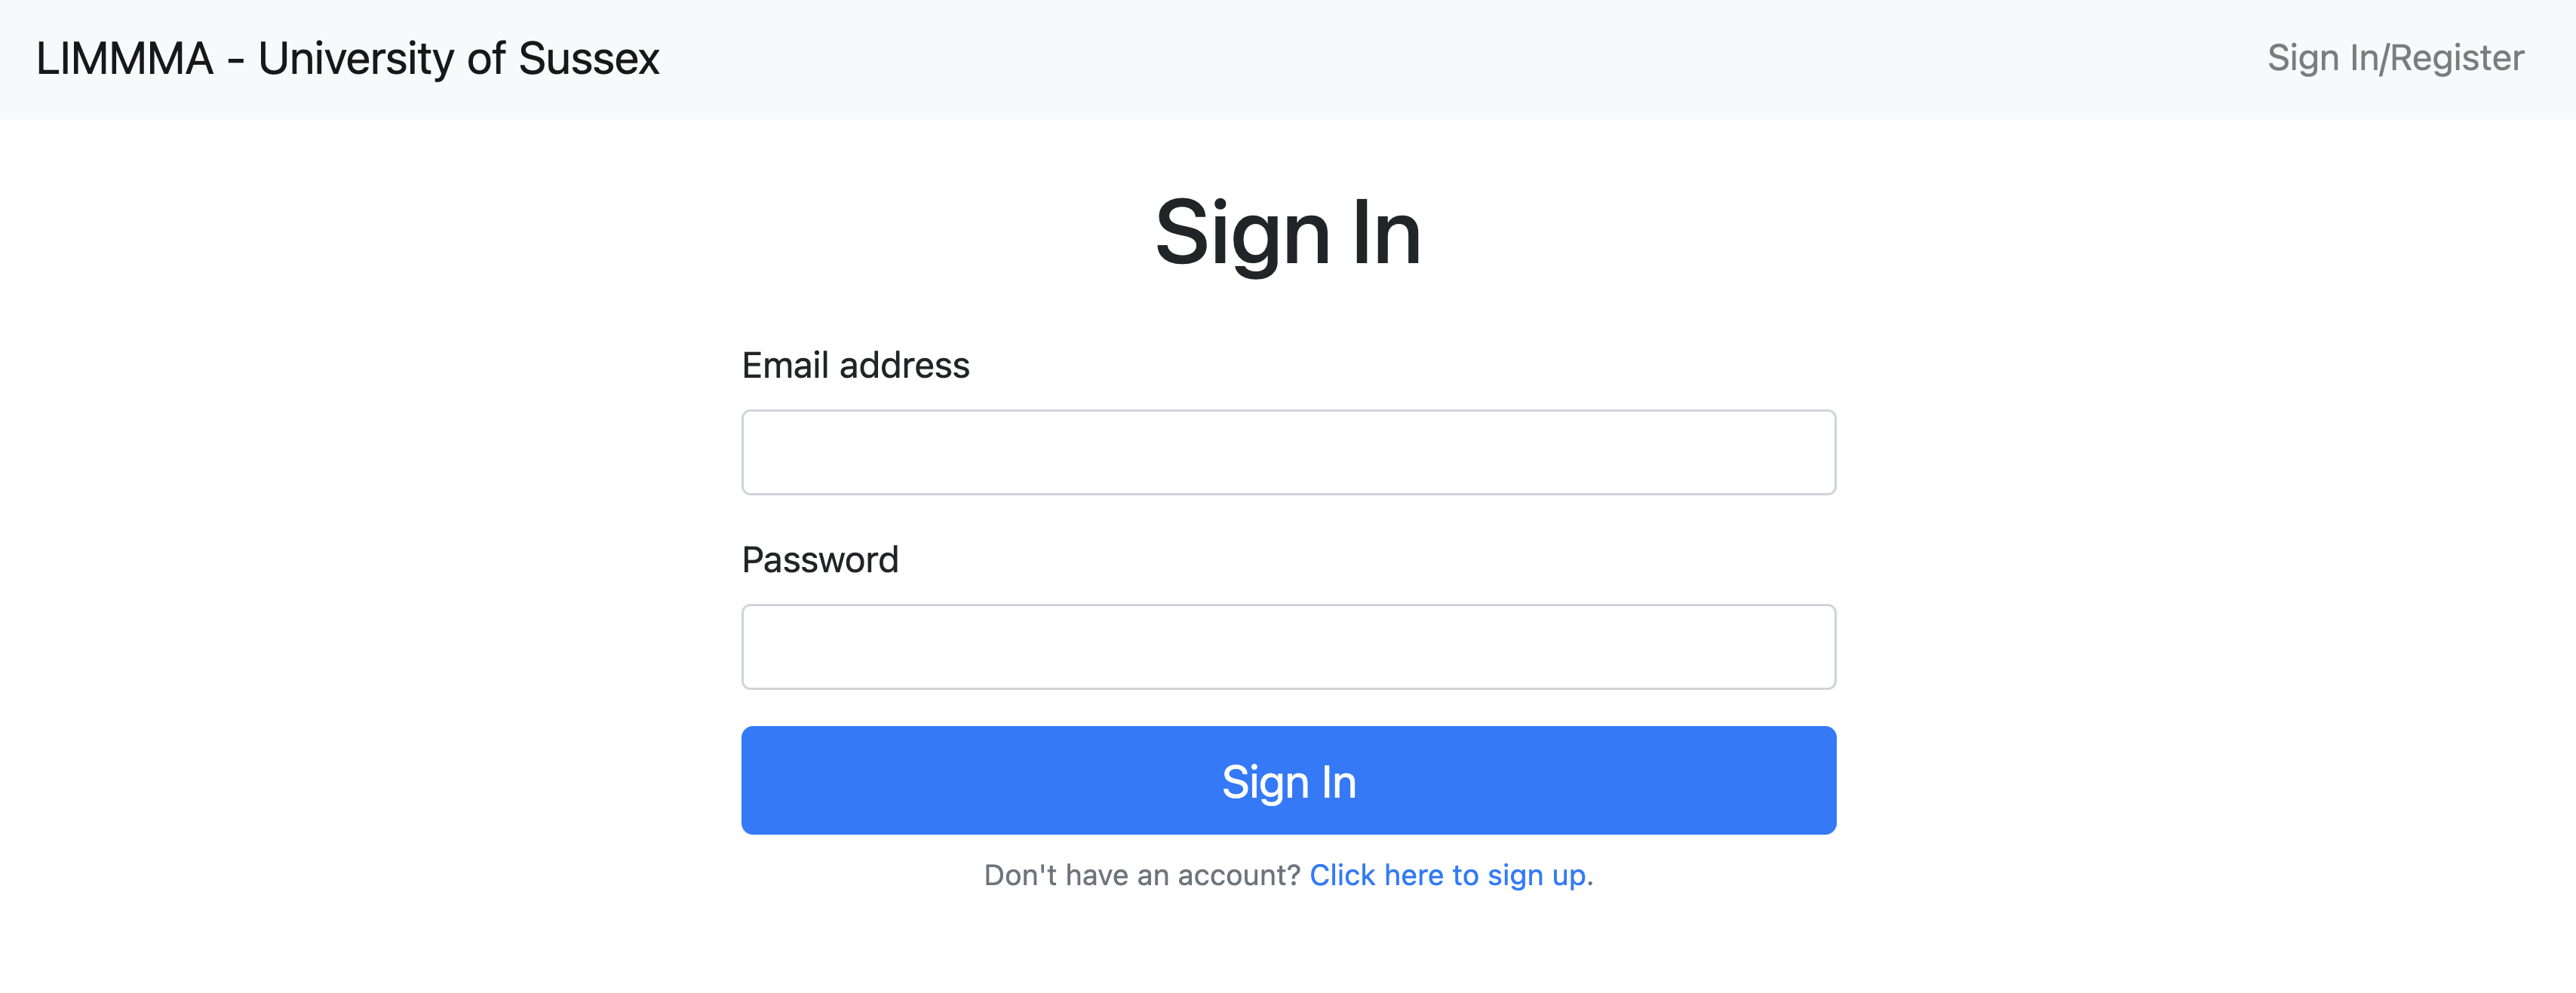 LIMMMA - University of Sussex
Sign In/Register
Sign In
Email address
Password
Sign In
Don't have an account? Click here to sign up.